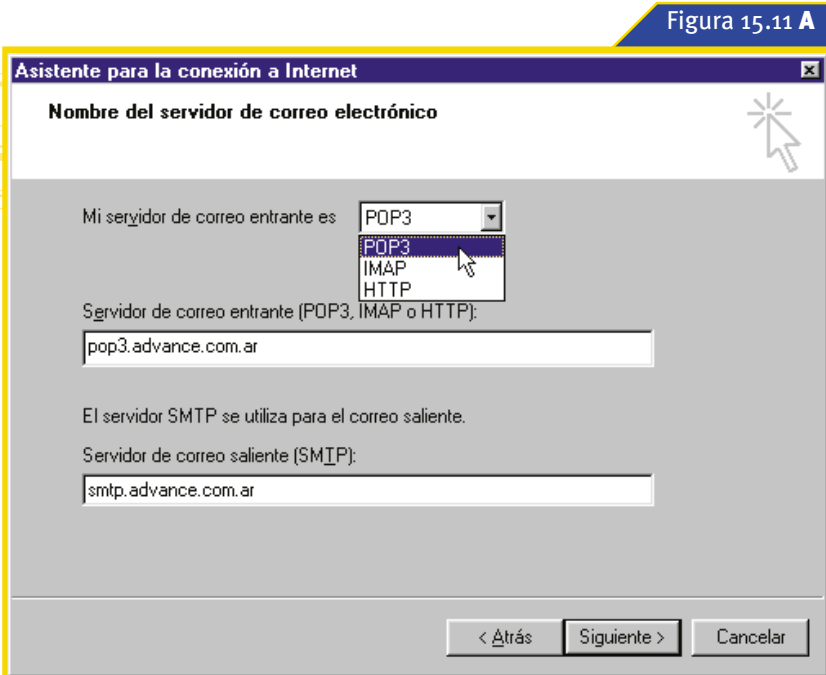 Figura 15.11 A
Asistente para la conexión a Internet
Nombre del servidor de correo electrónico
Mi servidor de correo entrante es
POP3
POP3
IMAP
HTTP
Servidor de correo entrante (POP3, IMAP o HTTP):
pop3.advance.com.ar
El servidor SMTP se utiliza para el correo saliente.
Servidor de correo saliente (SMTP):
smtp.advance.com.ar
< Atrás
Siguiente >
Cancelar